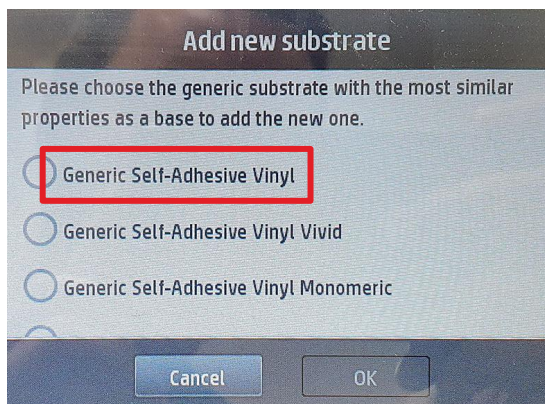 Add new substrate
Please choose the generic substrate with the most similar
properties as a base to add the new one.
Generic Self-Adhesive Vinyl
Generic Self-Adhesive Vinyl Vivid
Generic Self-Adhesive Vinyl Monomeric
Cancel
OK